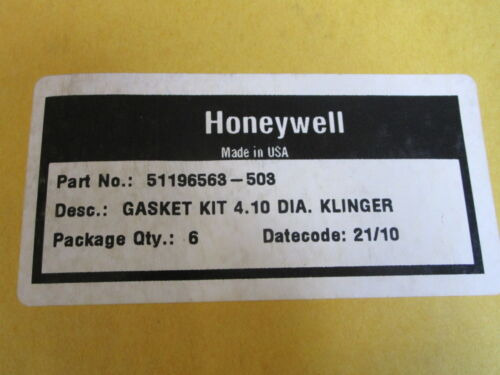 Honeywell
Made in USA
Part No.: 51196563-503
Desc.: GASKET KIT 4.10 DIA. KLINGER
Package Qty.: 6 Datecode: 21/10